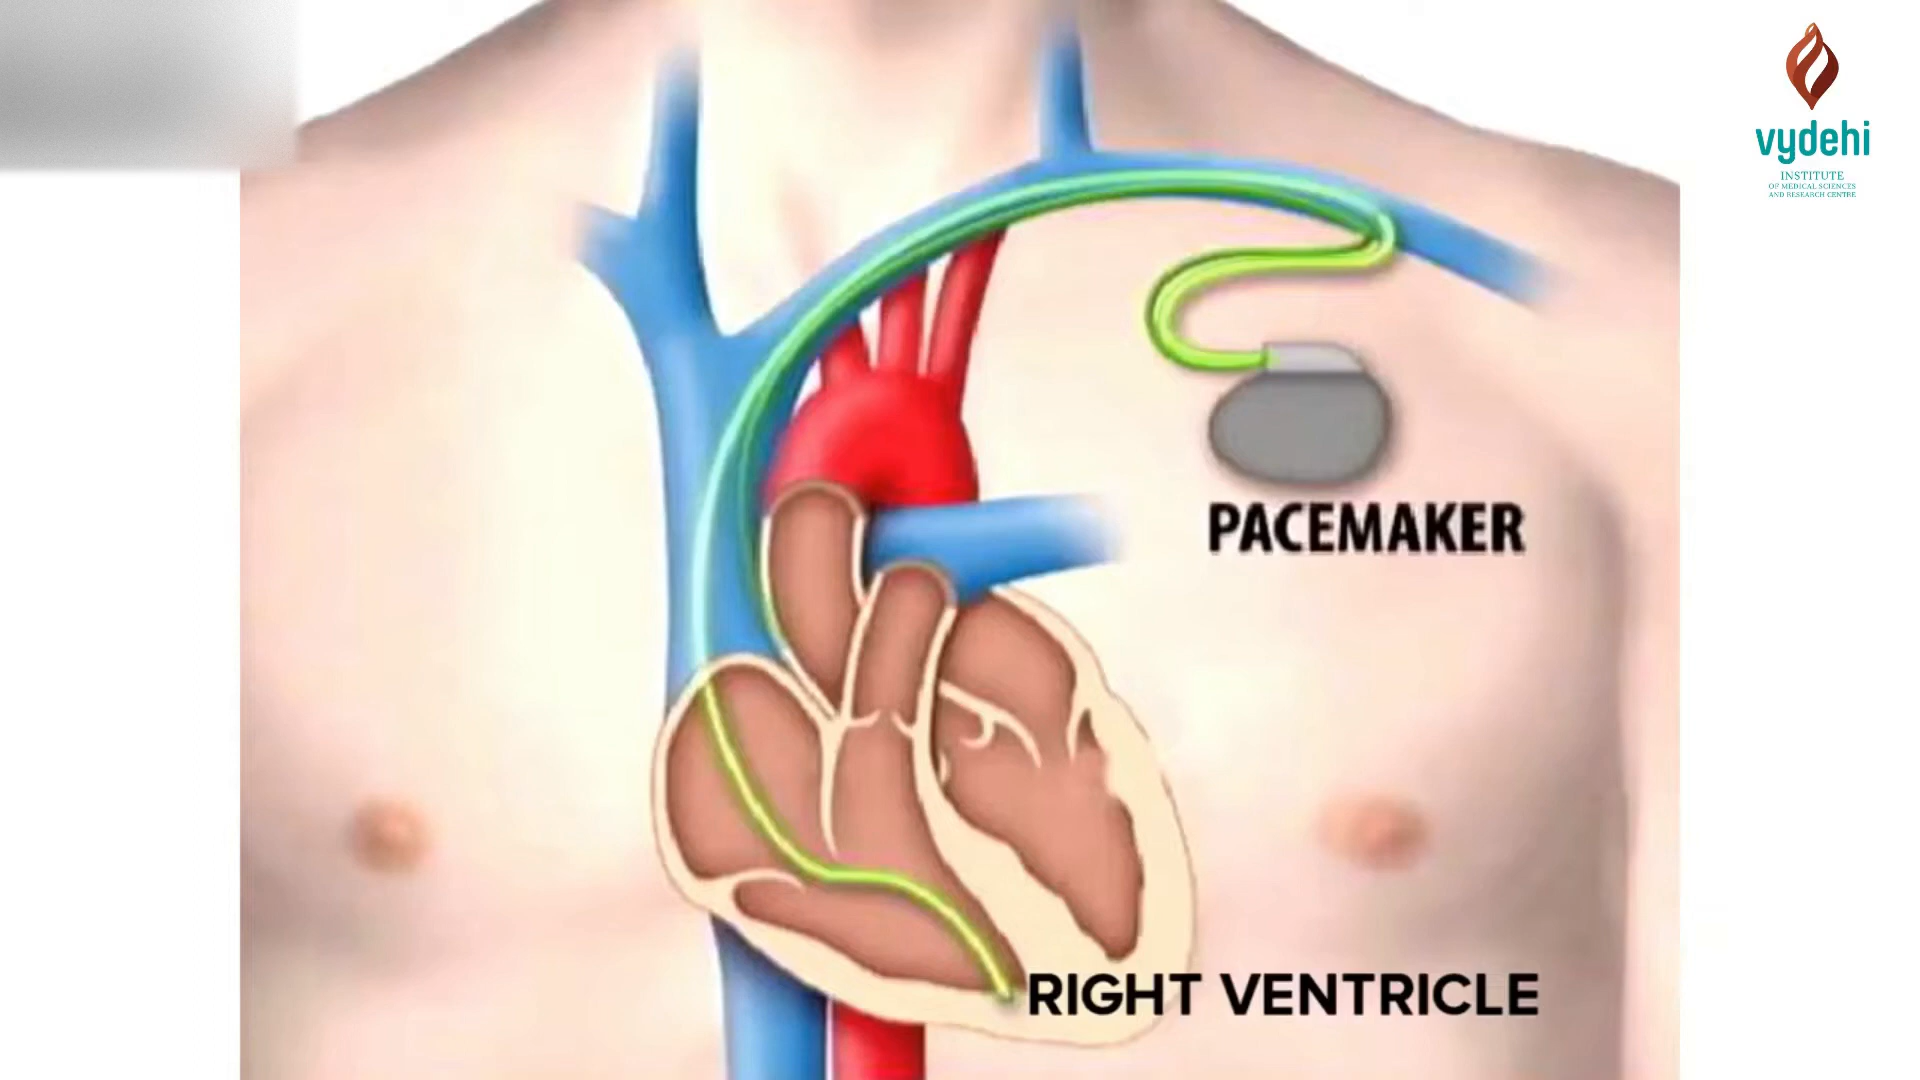 vydehi
INSTITUTE
OF MEDICAL SCIENCES
AND RESEARCH CENTRE
PACEMAKER
RIGHT VENTRICLE